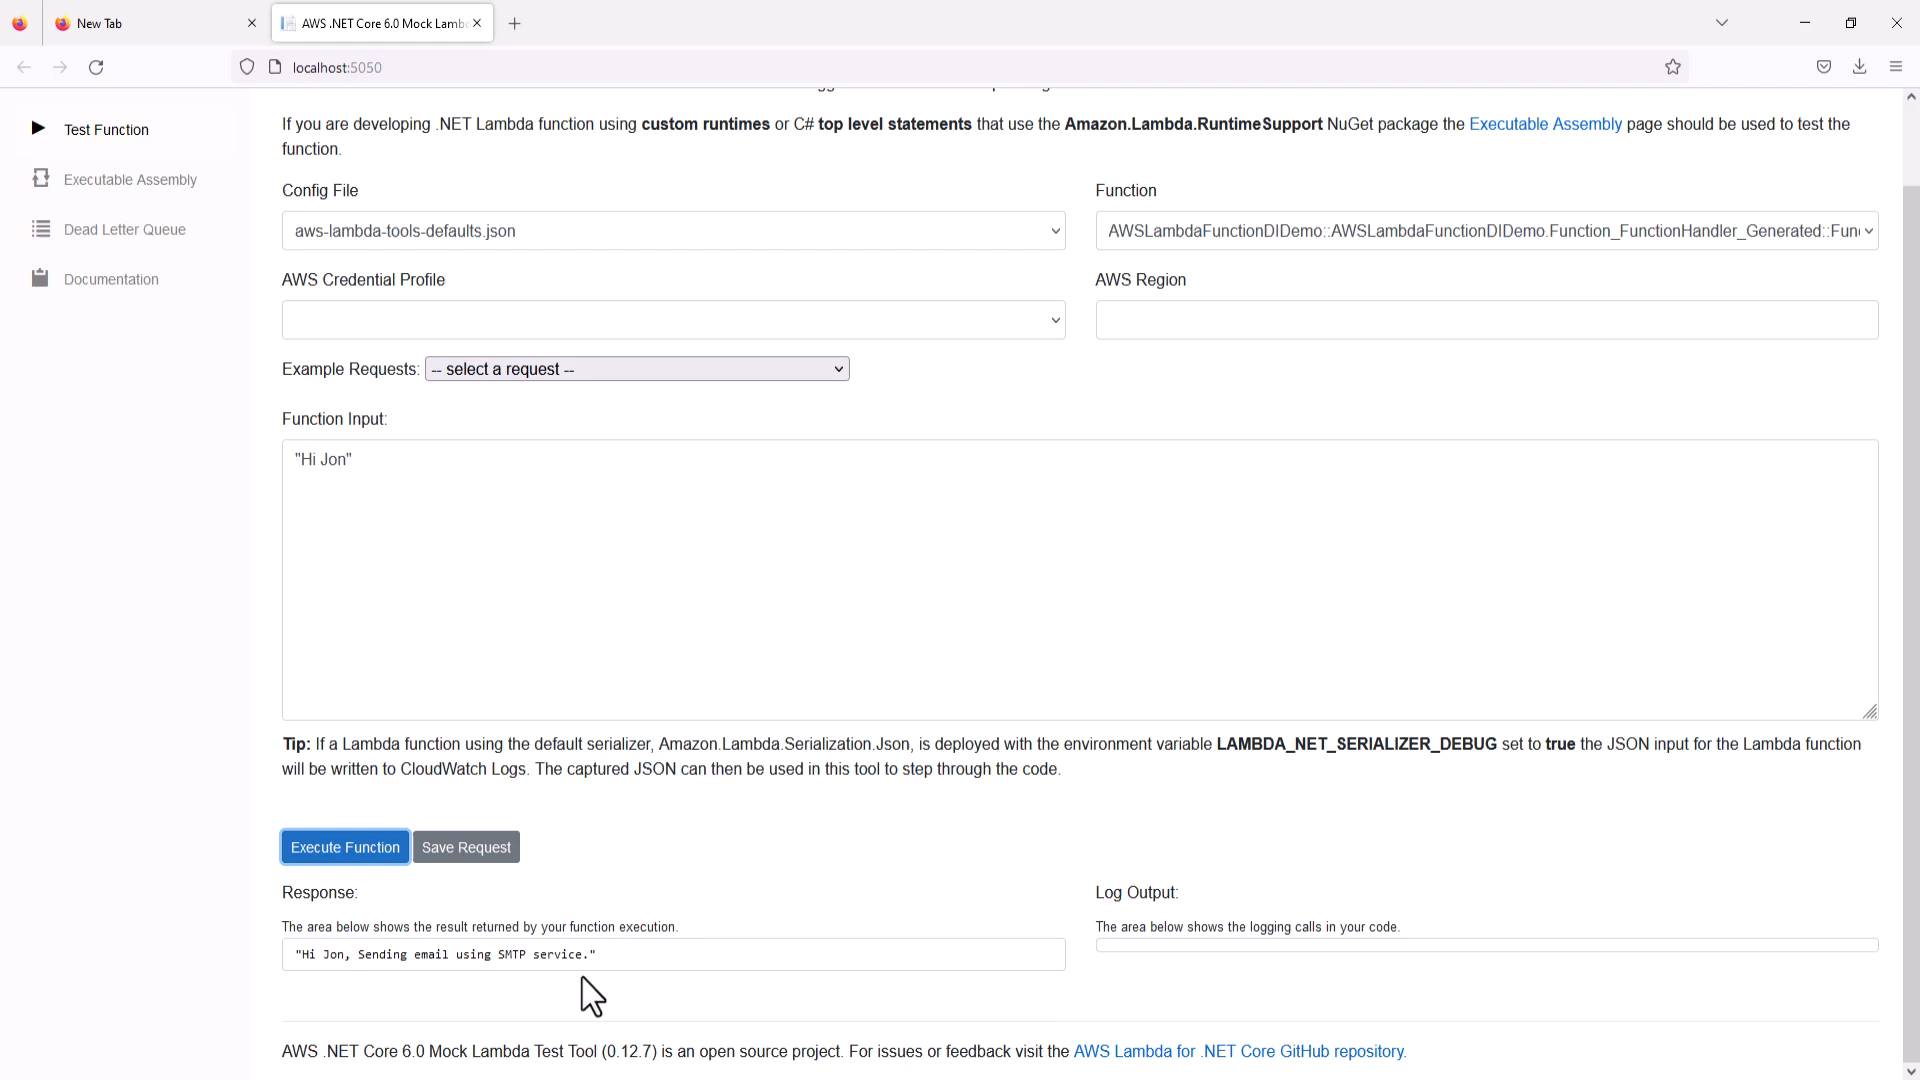 New Tab
AWS .NET Core 6.0 Mock Lamb
localhost:5050
Test Function
Executable Assembly
Dead Letter Queue
Documentation
If you are developing .NET Lambda function using custom runtimes or C# top level statements that use the Amazon.Lambda.RuntimeSupport NuGet package the Executable Assembly page should be used to test the
function.
Config File
Function
aws-lambda-tools-defaults.json
AWSLambdaFunctionDIDemo::AWSLambdaFunctionDIDemo.Function_FunctionHandler_Generated::Fun
AWS Credential Profile
AWS Region
Example Requests: -- select a request --
Function Input:
"Hi Jon"
Tip: If a Lambda function using the default serializer, Amazon.Lambda.Serialization.Json, is deployed with the environment variable LAMBDA_NET_SERIALIZER_DEBUG set to true the JSON input for the Lambda function
will be written to CloudWatch Logs. The captured JSON can then be used in this tool to step through the code.
Execute Function Save Request
Response:
Log Output:
The area below shows the result returned by your function execution.
The area below shows the logging calls in your code.
"Hi Jon, Sending email using SMTP service."
AWS .NET Core 6.0 Mock Lambda Test Tool (0.12.7) is an open source project. For issues or feedback visit the AWS Lambda for .NET Core GitHub repository.